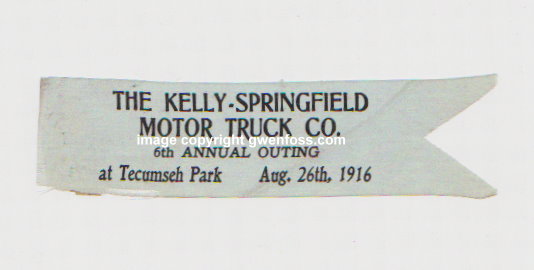 THE KELLY-SPRINGFIELD
MOTOR TRUCK CO.
image copyright gwenfoss.com
6th ANNUAL OUTING
at Tecumseh Park Aug. 26th, 1916